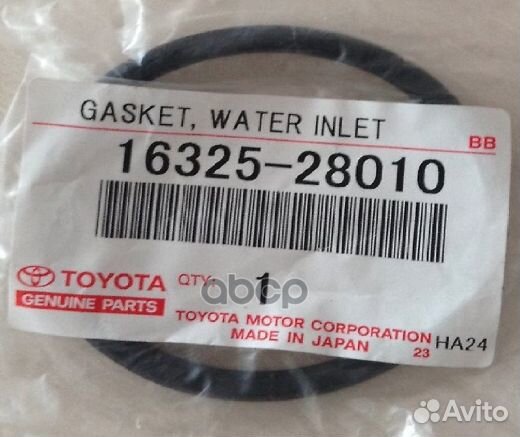 GASKET, WATER INLET
BB
16325-28010
TOYOTA
GENUINE PARTS
QTY.
1
abcp
TOYOTA MOTOR CORPORATION
MADE IN JAPAN
23
HA24
Avito